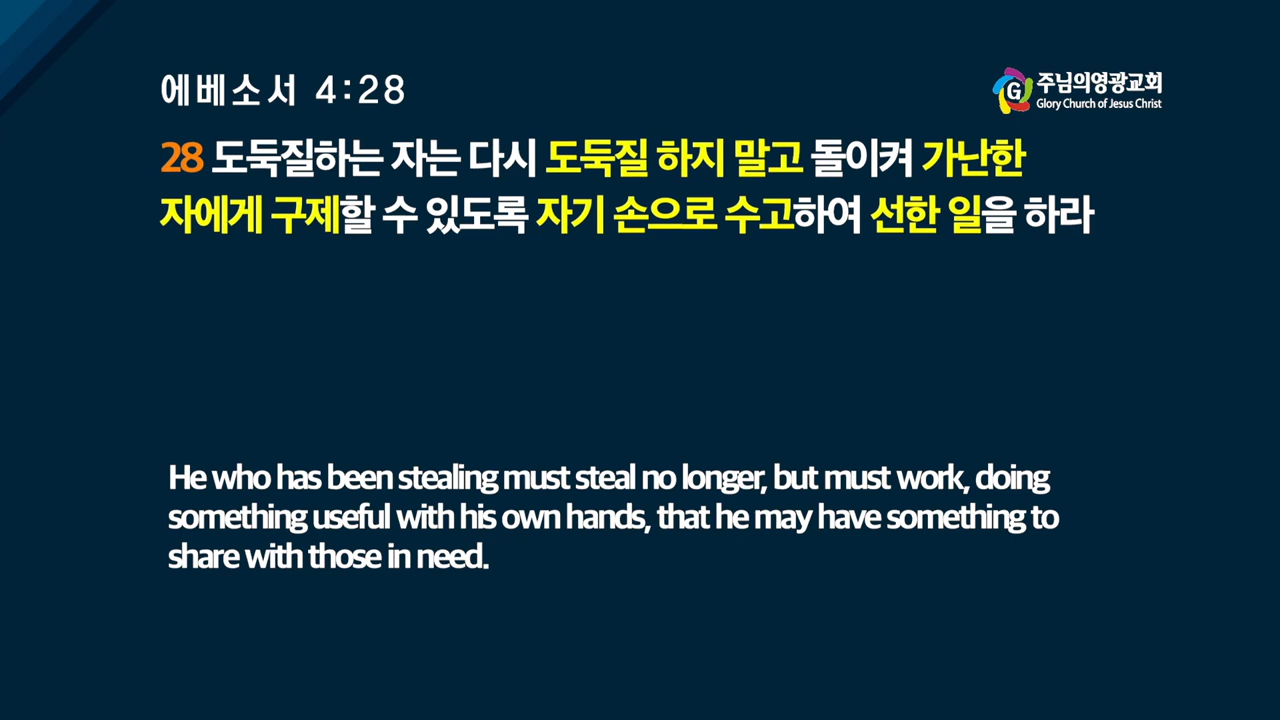 에베소서 4:28
주님의영광교회
G
Glory Church of Jesus Christ
28 도둑질하는 자는 다시 도둑질 하지 말고 돌이켜 가난한
자에게 구제할 수 있도록 자기 손으로 수고하여 선한 일을 하라
He who has been stealing must steal no longer, but must work, doing
something useful with his own hands, that he may have something to
share with those in need.